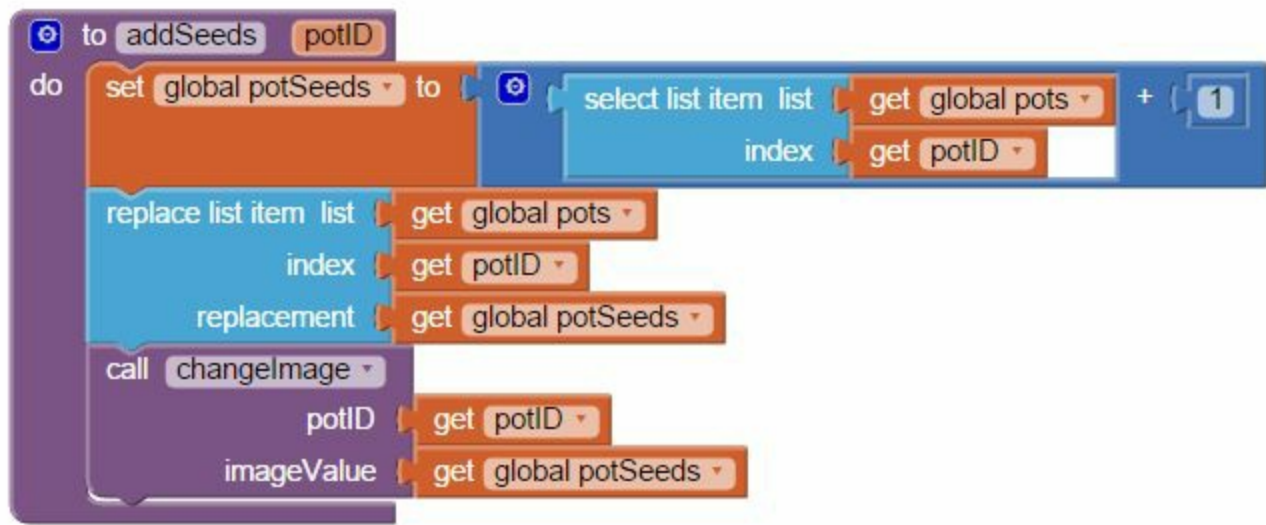 to addSeeds potID
do set global potSeeds to select list item list get global pots + 1
index get potID
replace list item list get global pots
index get potID
replacement get global potSeeds
call changeImage
potID get potID
imageValue get global potSeeds